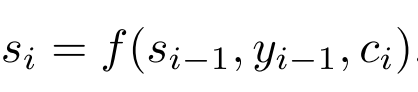 s_i = f(s_{i-1}, y_{i-1}, c_i).